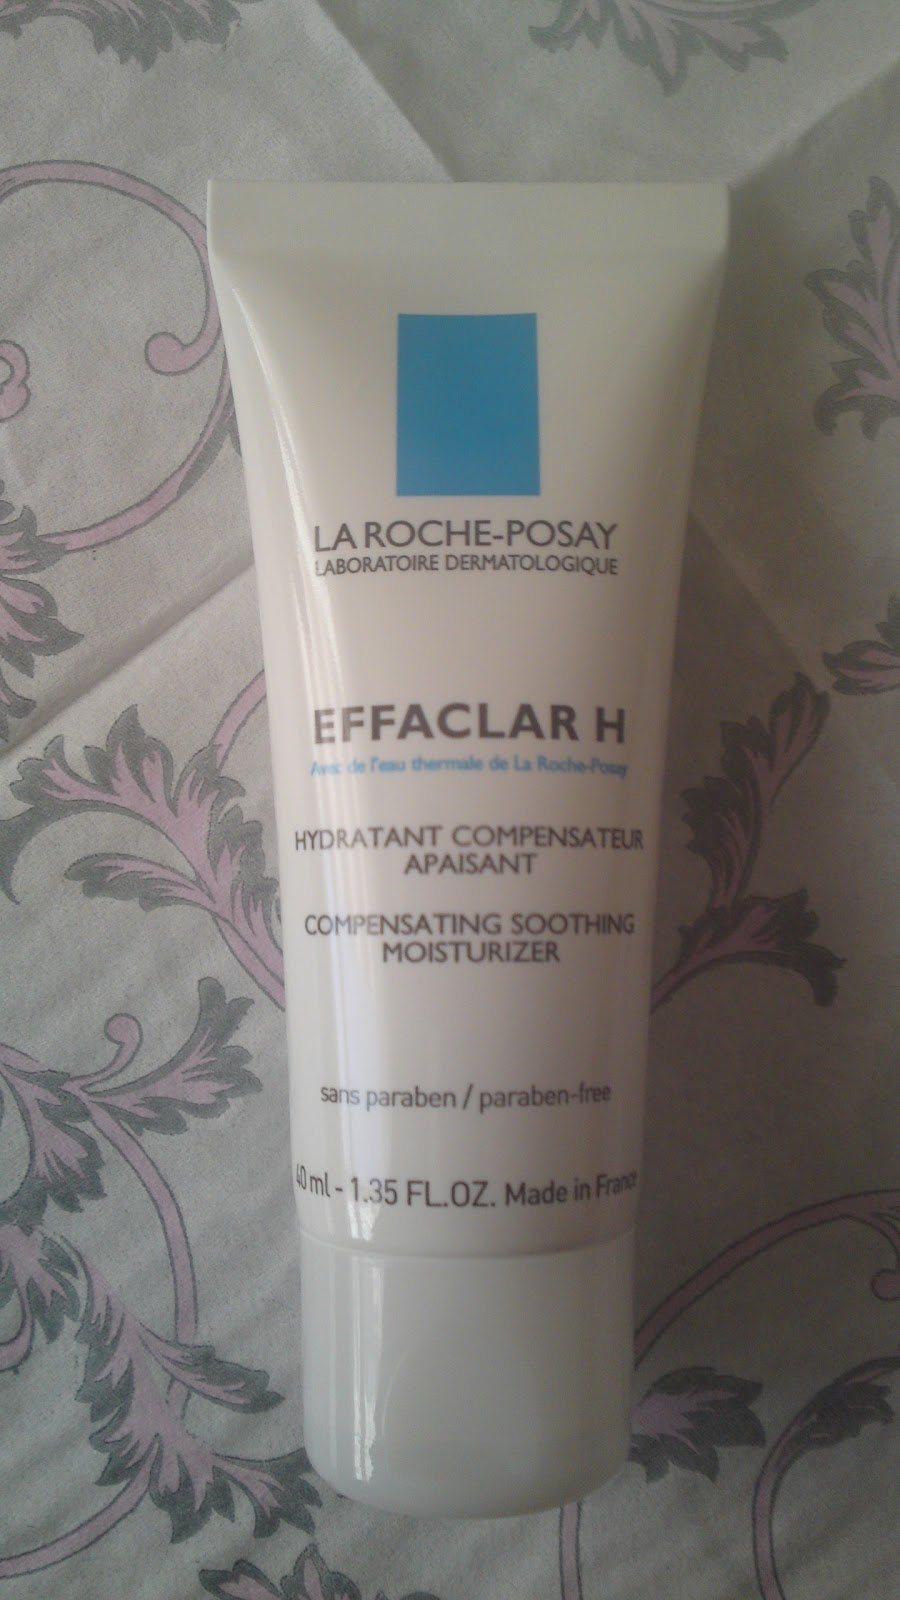 LA ROCHE-POSAY
LABORATOIRE DERMATOLOGIQUE
EFFACLAR H
Avec de l'eau thermale de La Roche-Posay
HYDRATANT COMPENSATEUR
APAISANT
COMPENSATING SOOTHING
MOISTURIZER
sans paraben / paraben-free
40 ml - 1.35 FL.OZ. Made in France